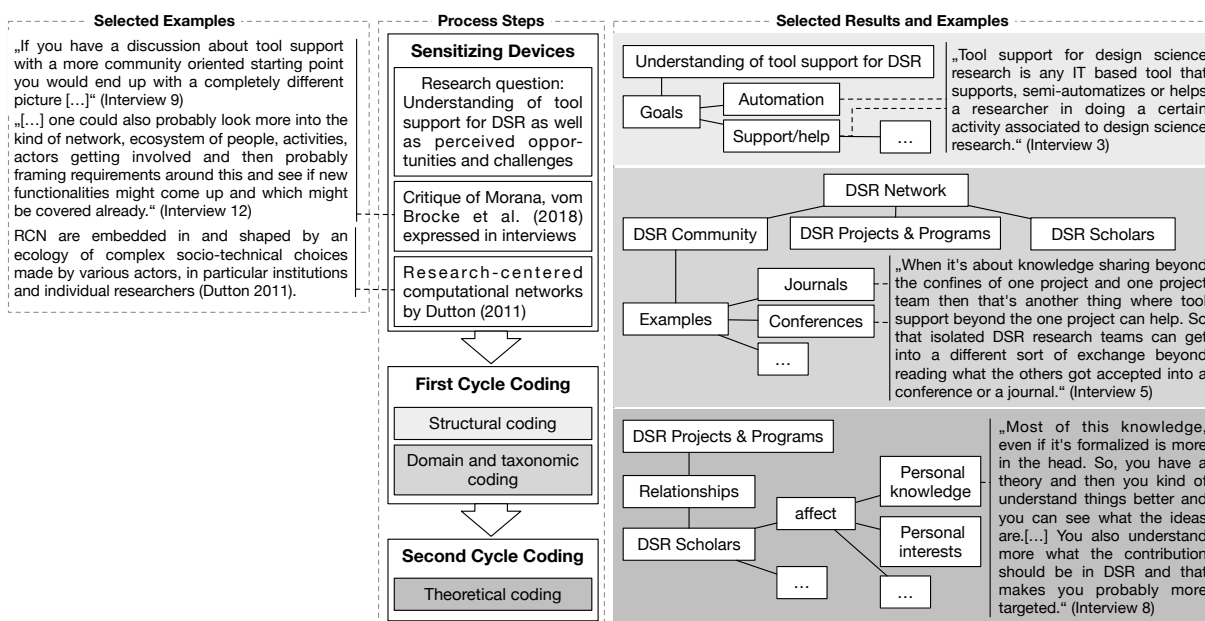 Selected Examples
„If you have a discussion about tool support
with a more community oriented starting point
you would end up with a completely different
picture [...]“ (Interview 9)
„[...] one could also probably look more into the
kind of network, ecosystem of people, activities,
actors getting involved and then probably
framing requirements around this and see if new
functionalities might come up and which might
be covered already.“ (Interview 12)
RCN are embedded in and shaped by an
ecology of complex socio-technical choices
made by various actors, in particular institutions
and individual researchers (Dutton 2011).
Process Steps
Sensitizing Devices
Research question:
Understanding of tool
support for DSR as well
as perceived oppor-
tunities and challenges
Critique of Morana, vom
Brocke et al. (2018)
expressed in interviews
Research-centered
computational networks
by Dutton (2011)
First Cycle Coding
Structural coding
Domain and taxonomic
coding
Second Cycle Coding
Theoretical coding
Selected Results and Examples
Understanding of tool support for DSR
Goals
Automation
Support/help
...
„Tool support for design science
research is any IT based tool that
supports, semi-automatizes or helps
a researcher in doing a certain
activity associated to design science
research.“ (Interview 3)
DSR Network
DSR Community
DSR Projects & Programs
DSR Scholars
Examples
Journals
Conferences
...
„When it's about knowledge sharing beyond
the confines of one project and one project
team then that's another thing where tool
support beyond the one project can help. So
that isolated DSR research teams can get
into a different sort of exchange beyond
reading what the others got accepted into a
conference or a journal.“ (Interview 5)
DSR Projects & Programs
Relationships
DSR Scholars
...
affect
Personal
knowledge
Personal
interests
...
„Most of this knowledge,
even if it's formalized is more
in the head. So, you have a
theory and then you kind of
understand things better and
you can see what the ideas
are.[...] You also understand
more what the contribution
should be in DSR and that
makes you probably more
targeted.“ (Interview 8)